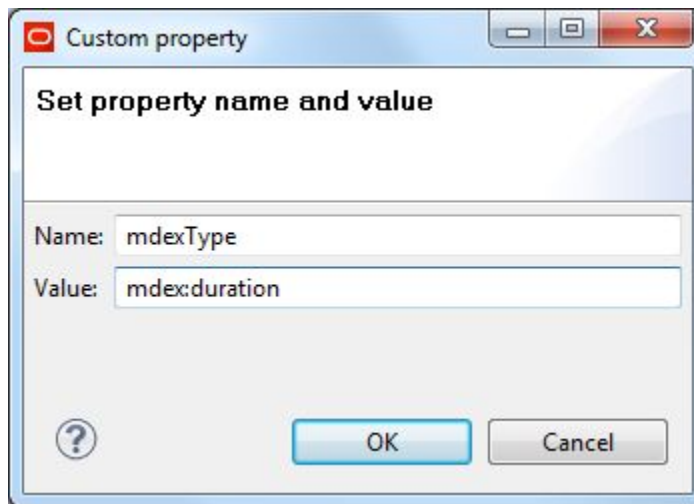 Custom property
Set property name and value
Name: mdexType
Value: mdex:duration
? OK Cancel